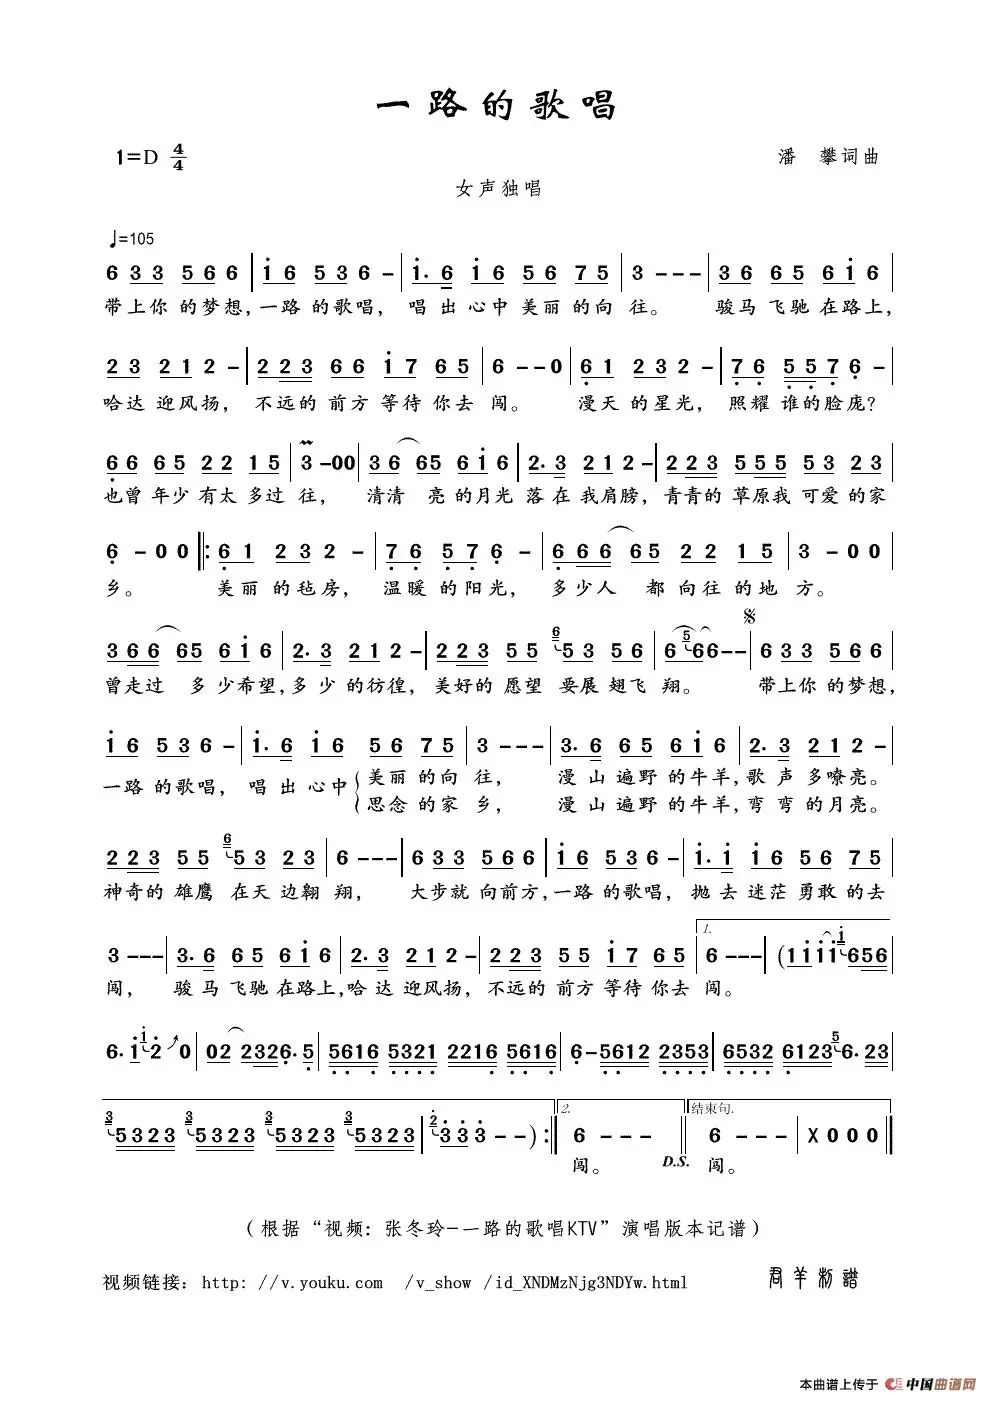 一路的歌唱
1=D 4/4
潘 攀词曲
女声独唱
♩=105
6 3 3 5 6 6 | i 6 5 3 6 - | i. 6 i 6 5 6 7 5 | 3 - - - | 3 6 6 5 6 i 6 |
带上你 的梦想,一路 的歌唱, 唱 出 心中 美丽 的向 往。 骏马 飞驰 在路上,
2 3 2 1 2 - | 2 2 3 6 6 i 7 6 5 | 6 - - 0 | 6 1 2 3 2 - | 7 6 5 5 7 6 -
哈达 迎风扬, 不远的 前方 等待 你去 闯。 漫天 的星光, 照耀 谁的脸庞?
6 6 6 5 2 2 1 5 | 3 - 0 0 | 3 6 6 5 6 i 6 | 2. 3 2 1 2 - | 2 2 3 5 5 5 5 3 2 3
也曾 年少 有太 多过 往, 清清 亮的月光 落在 我肩膀, 青青的 草原我 可爱 的家
6 - 0 0 ‖: 6 1 2 3 2 - | 7 6 5 7 6 - | 6 6 6 6 5 2 2 1 5 | 3 - 0 0 |
乡。 美丽 的毡房, 温暖 的阳光, 多少人 都 向往 的地 方。
3 6 6 6 5 6 i 6 | 2. 3 2 1 2 - | 2 2 3 5 5 6 5 3 5 6 | 6 5 6 6 - - | 6 3 3 5 6 6 |
曾走过 多 少希望,多 少 的彷徨, 美好的 愿望 要展 翅飞 翔。 带上你 的梦想,
i 6 5 3 6 - | i. 6 i 6 5 6 7 5 | 3 - - - | 3. 6 6 5 6 i 6 | 2. 3 2 1 2 -
一路 的歌唱, 唱 出 心中 美丽 的向 往, 漫 山 遍野 的牛羊,歌 声 多嘹亮。
思念 的家 乡, 漫 山 遍野 的牛羊,弯 弯 的月亮。
2 2 3 5 5 6 5 3 2 3 | 6 - - - | 6 3 3 5 6 6 | i 6 5 3 6 - | i. i i 6 5 6 7 5
神奇的 雄鹰 在天 边翱 翔, 大步就 向前方,一路 的歌唱, 抛 去 迷茫 勇敢 的去
3 - - - | 3. 6 6 5 6 i 6 | 2. 3 2 1 2 - | 2 2 3 5 5 i 7 6 5 | 1. 6 - - - | (i i i i i 6 5 6
闯, 骏 马 飞驰 在路上,哈 达 迎风扬, 不远的 前方 等待 你去 闯。
6. i i 2 0 | 0 2 2 3 2 6. 5 | 5 6 1 6 5 3 2 1 2 2 1 6 5 6 1 6 | 6 - 5 6 1 2 2 3 5 3 | 6 5 3 2 6 1 2 3 5 6. 2 3
3 5 3 2 3 3 5 3 2 3 3 5 3 2 3 3 5 3 2 3 | 2 3 3 3 - - ) :‖ 2. 6 - - - ‖ 结束句. 6 - - - | X 0 0 0 ‖
闯。 D.S. 闯。
(根据“视频: 张冬玲-一路的歌唱KTV”演唱版本记谱)
视频链接: http: //v.youku.com /v_show /id_XNDMzNjg3NDYw.html 君羊制谱
本曲谱上传于 中国曲谱网